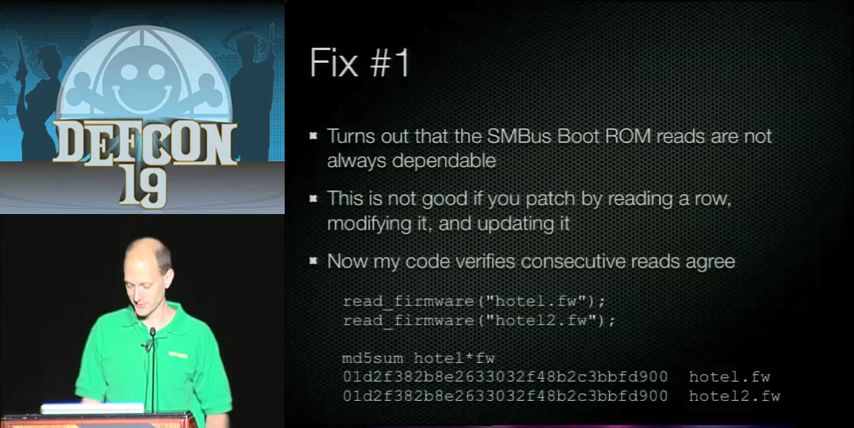 DEFCON
19
Fix #1
Turns out that the SMBus Boot ROM reads are not
always dependable
This is not good if you patch by reading a row,
modifying it, and updating it
Now my code verifies consecutive reads agree
read_firmware("hotel.fw");
read_firmware("hotel2.fw");
md5sum hotel*fw
01d2f382b8e2633032f48b2c3bbfd900 hotel.fw
01d2f382b8e2633032f48b2c3bbfd900 hotel2.fw